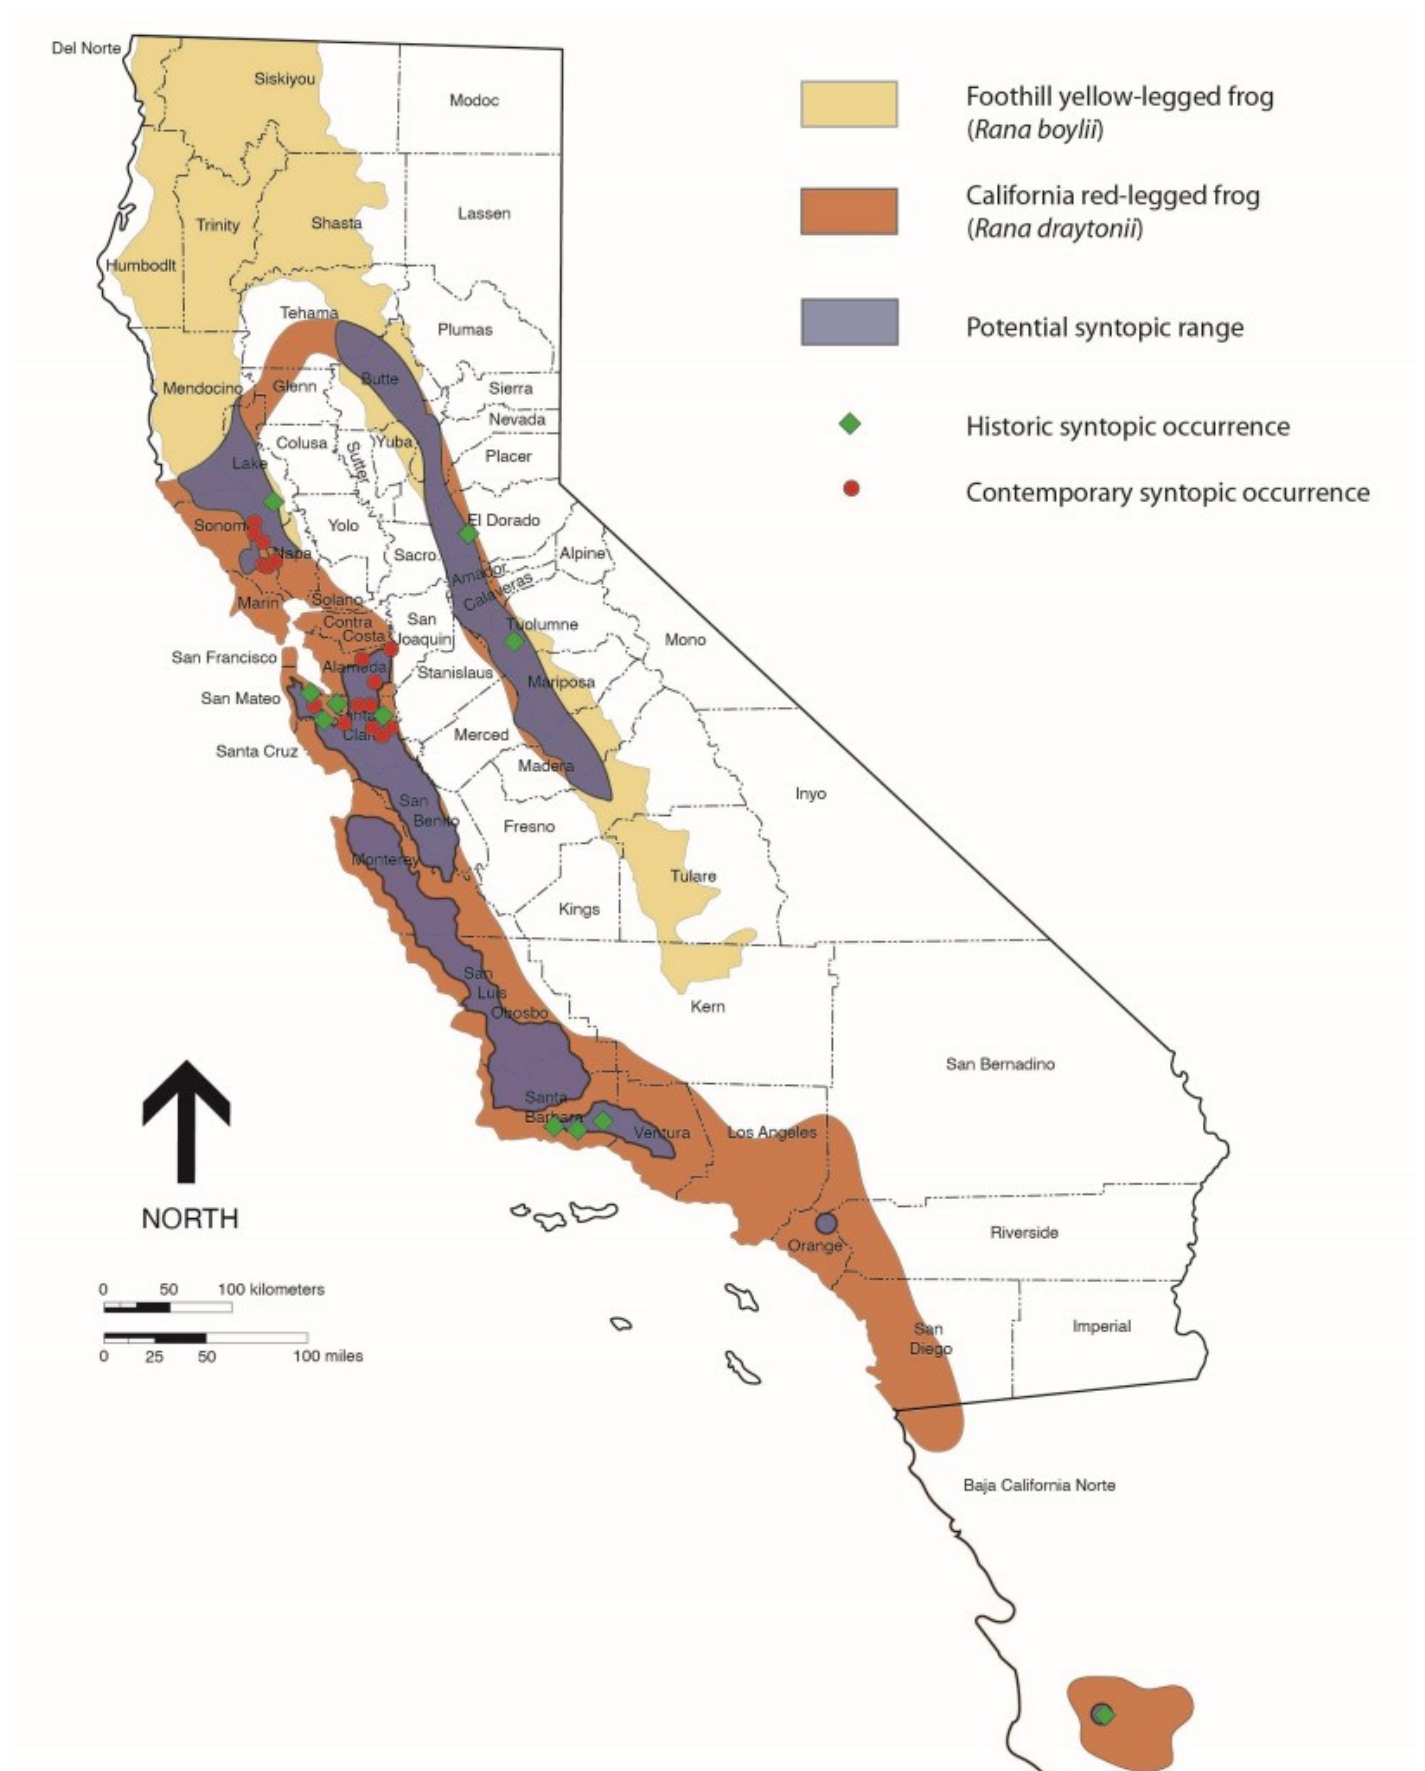 Del Norte
Siskiyou
Modoc
Trinity
Shasta
Lassen
Humbodlt
Tehama
Plumas
Mendocino
Glenn
Butte
Sierra
Nevada
Colusa
Sutter
Yuba
Placer
Lake
Sonom
Yolo
El Dorado
Napa
Sacro.
Alpine
Amador
Calaveras
Marin
Solano
Contra
Costa
San
Joaquin
Tuolumne
Mono
San Francisco
Alameda
Stanislaus
San Mateo
Mariposa
Santa
Clara
Merced
Santa Cruz
Madera
Inyo
San
Benito
Fresno
Monterey
Tulare
Kings
San
Luis
Obosbo
Kern
San Bernadino
Santa
Barbara
Ventura
Los Angeles
Orange
Riverside
San
Diego
Imperial
Baja California Norte
Foothill yellow-legged frog
(Rana boylii)
California red-legged frog
(Rana draytonii)
Potential syntopic range
Historic syntopic occurrence
Contemporary syntopic occurrence
NORTH
0 50 100 kilometers
0 25 50 100 miles